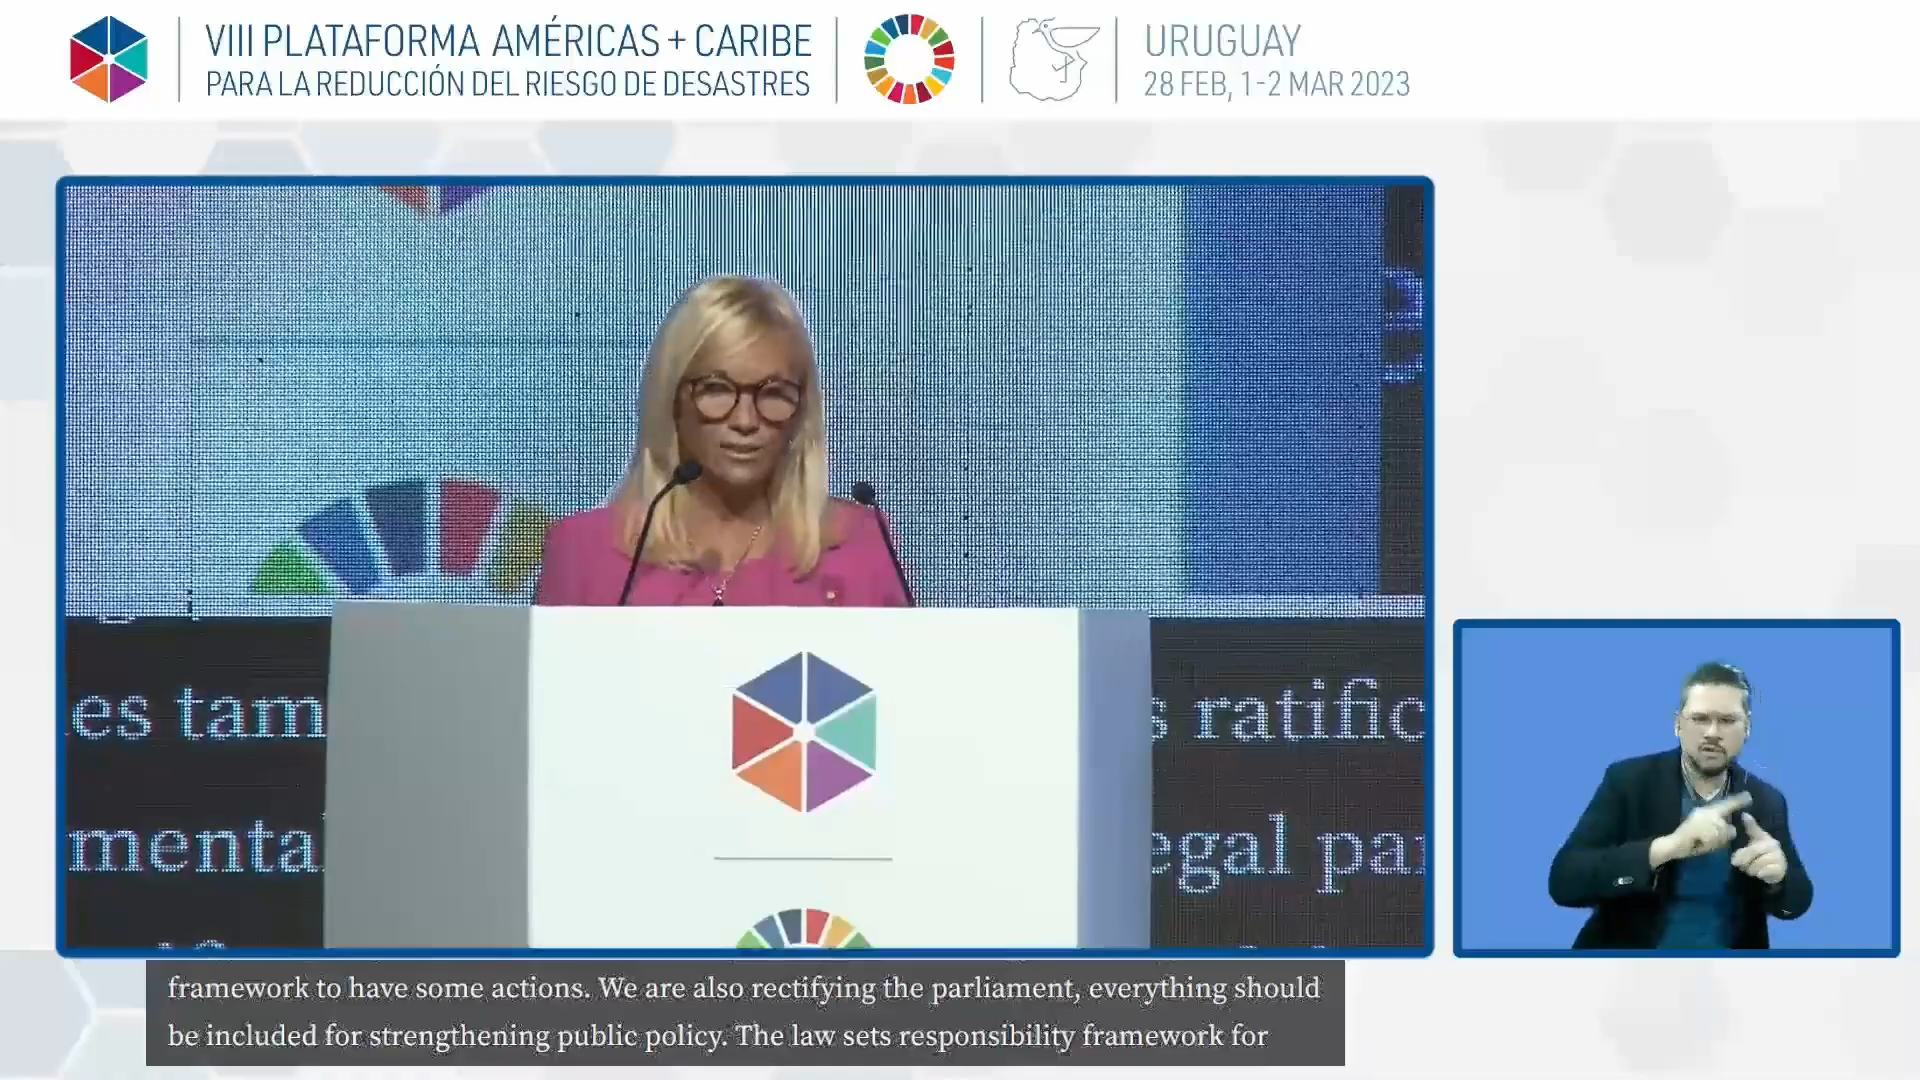 VIII PLATAFORMA AMÉRICAS + CARIBE
PARA LA REDUCCIÓN DEL RIESGO DE DESASTRES
URUGUAY
28 FEB, 1-2 MAR 2023
es tam
s ratific
menta
egal pa
framework to have some actions. We are also rectifying the parliament, everything should
be included for strengthening public policy. The law sets responsibility framework for